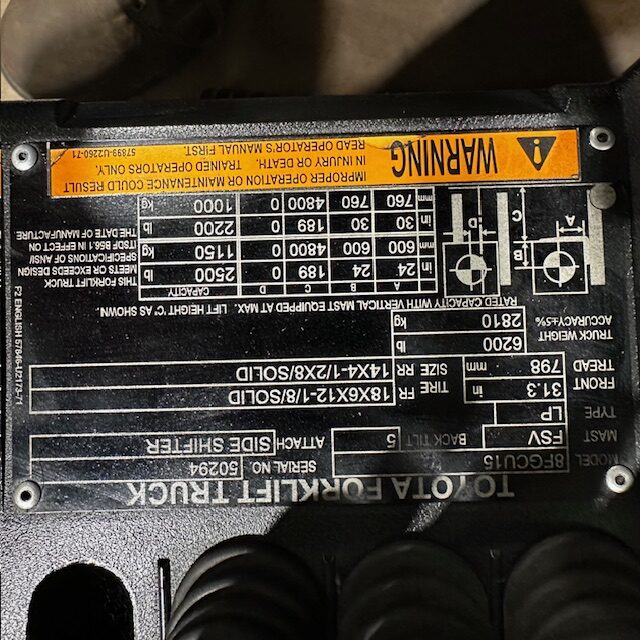 TOYOTA FORKLIFT TRUCK
MODEL 8FGCU15 SERIAL NO 50294
MAST FSV BACK TILT 5 ATTACH SIDE SHIFTER
TYPE LP
FRONT TREAD 31.3 in TIRE SIZE FR 18X6X12-1/8/SOLID
798 mm RR 14X4-1/2X8/SOLID
TRUCK WEIGHT 6200 lb
ACCURACY±5% 2810 kg
RATED CAPACITY WITH VERTICAL MAST EQUIPPED AT MAX. LIFT HEIGHT "C" AS SHOWN.
A B C D CAPACITY
in 24 24 189 0 2500 lb
mm 600 600 4800 0 1150 kg
in 30 30 189 0 2200 lb
mm 760 760 4800 0 1000 kg
A
B
C
D
THIS FORKLIFT TRUCK
MEETS OR EXCEEDS DESIGN
SPECIFICATIONS OF ANSI/
ITSDF B56.1 IN EFFECT ON
THE DATE OF MANUFACTURE
F2 ENGLISH 57846-U2173-71
WARNING
IMPROPER OPERATION OR MAINTENANCE COULD RESULT
IN INJURY OR DEATH. TRAINED OPERATORS ONLY.
READ OPERATOR'S MANUAL FIRST. 57899-U2260-71